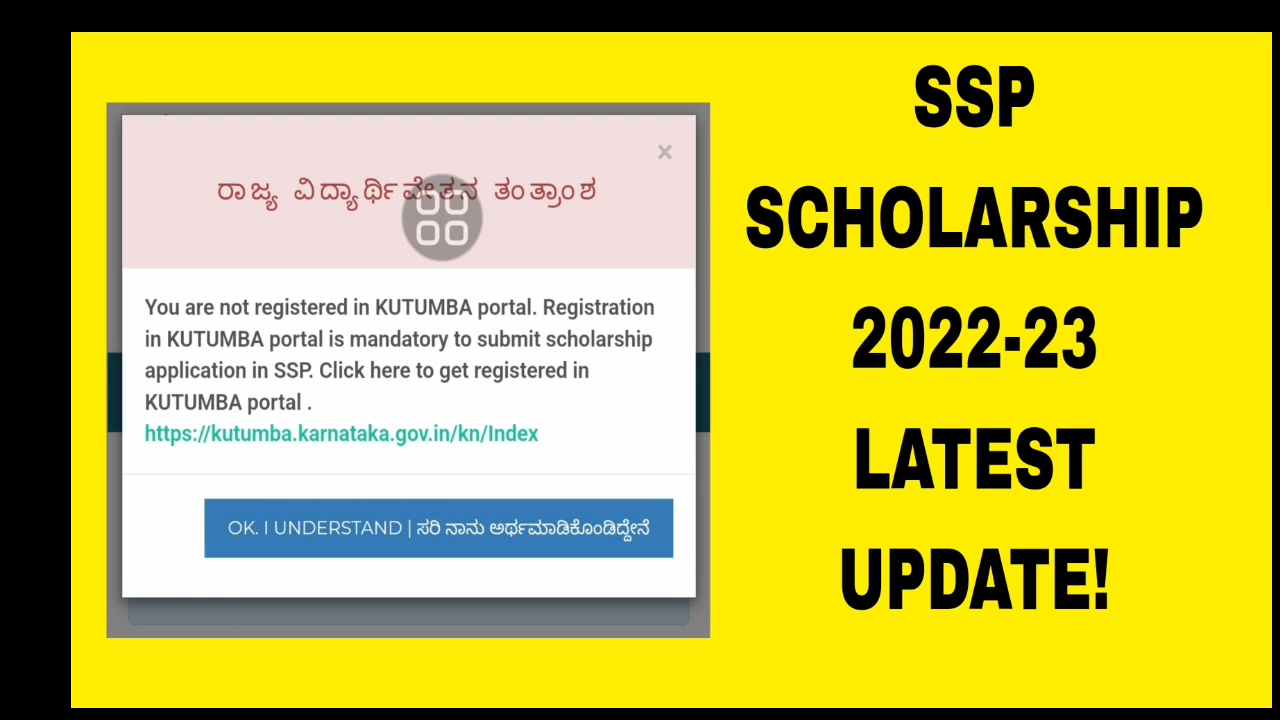 ರಾಜ್ಯ ವಿದ್ಯಾರ್ಥಿವೇತನ ತಂತ್ರಾಂಶ
×
You are not registered in KUTUMBA portal. Registration
in KUTUMBA portal is mandatory to submit scholarship
application in SSP. Click here to get registered in
KUTUMBA portal .
https://kutumba.karnataka.gov.in/kn/Index
OK. I UNDERSTAND | ಸರಿ ನಾನು ಅರ್ಥಮಾಡಿಕೊಂಡಿದ್ದೇನೆ
SSP
SCHOLARSHIP
2022-23
LATEST
UPDATE!